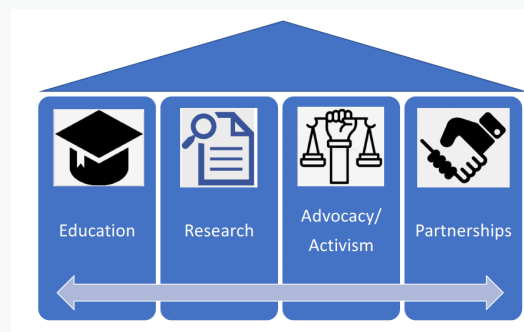 Education
Research
Advocacy/
Activism
Partnerships